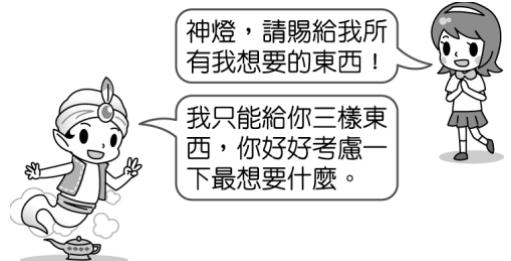 神燈，請賜給我所
有我想要的東西！
我只能給你三樣東
西，你好好考慮一
下最想要什麼。